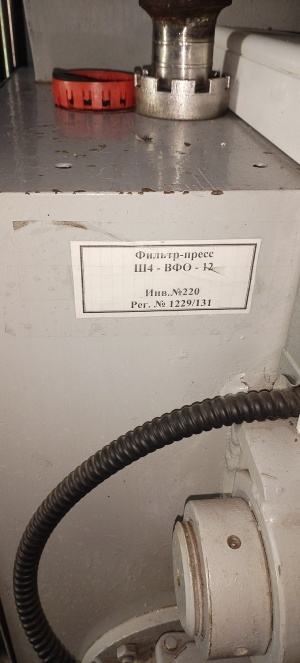 Фильтр-пресс
Ш4 - ВФО - 12
Инв.№220
Рег. № 1229/131